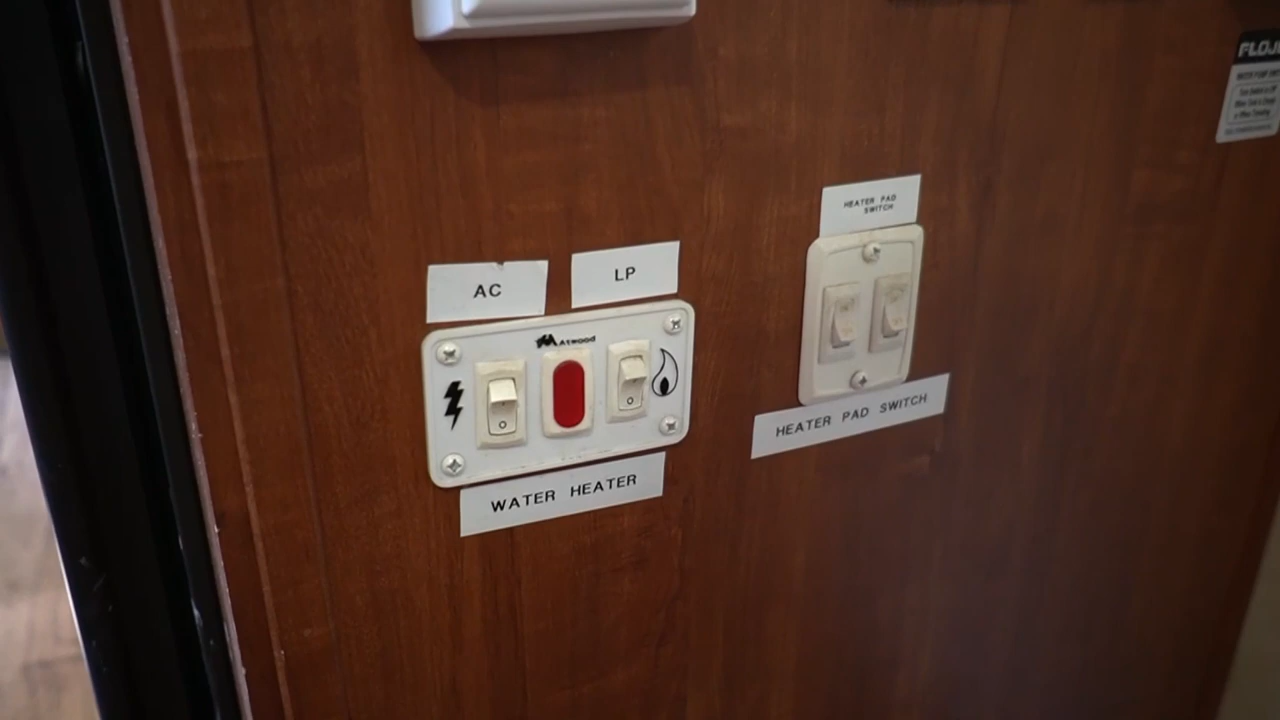 FLOJ
HEATER PAD
SWITCH
AC
LP
Atwood
HEATER PAD SWITCH
WATER HEATER